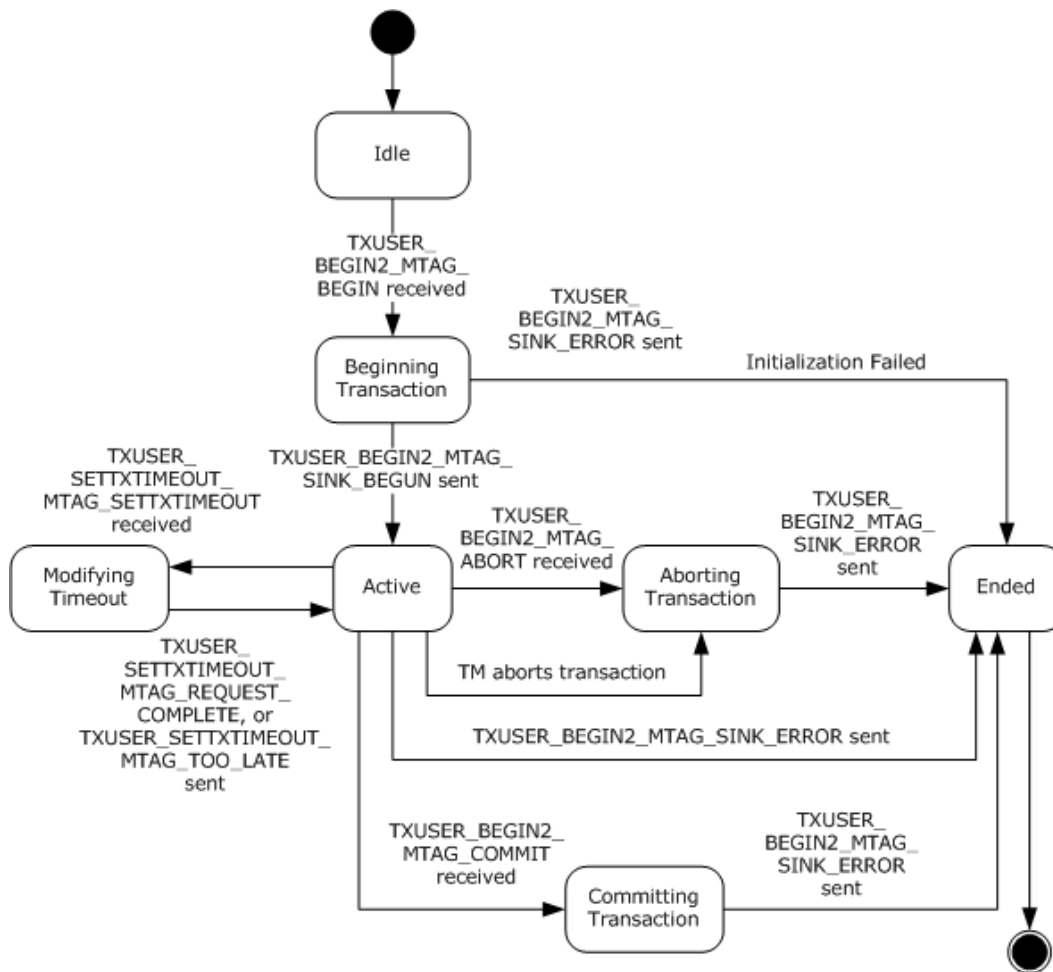 Idle
TXUSER_
BEGIN2_MTAG_
BEGIN received
TXUSER_
BEGIN2_MTAG_
SINK_ERROR sent
Beginning
Transaction
Initialization Failed
TXUSER_BEGIN2_MTAG_
SINK_BEGUN sent
TXUSER_
SETTXTIMEOUT_
MTAG_SETTXTIMEOUT
received
TXUSER_
BEGIN2_MTAG_
ABORT received
TXUSER_
BEGIN2_MTAG_
SINK_ERROR
sent
Modifying
Timeout
Active
Aborting
Transaction
Ended
TXUSER_
SETTXTIMEOUT_
MTAG_REQUEST_
COMPLETE, or
TXUSER_SETTXTIMEOUT_
MTAG_TOO_LATE
sent
TM aborts transaction
TXUSER_BEGIN2_MTAG_SINK_ERROR sent
TXUSER_BEGIN2_
MTAG_COMMIT
received
TXUSER_
BEGIN2_MTAG_
SINK_ERROR
sent
Committing
Transaction